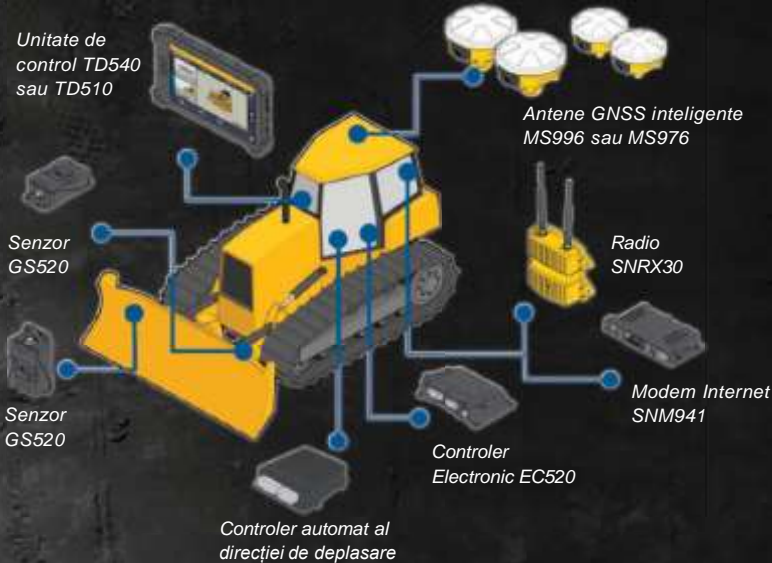 Unitate de
control TD540
sau TD510
Antene GNSS inteligente
MS996 sau MS976
Senzor
GS520
Radio
SNRX30
Senzor
GS520
Modem Internet
SNM941
Controler
Electronic EC520
Controler automat al
direcției de deplasare